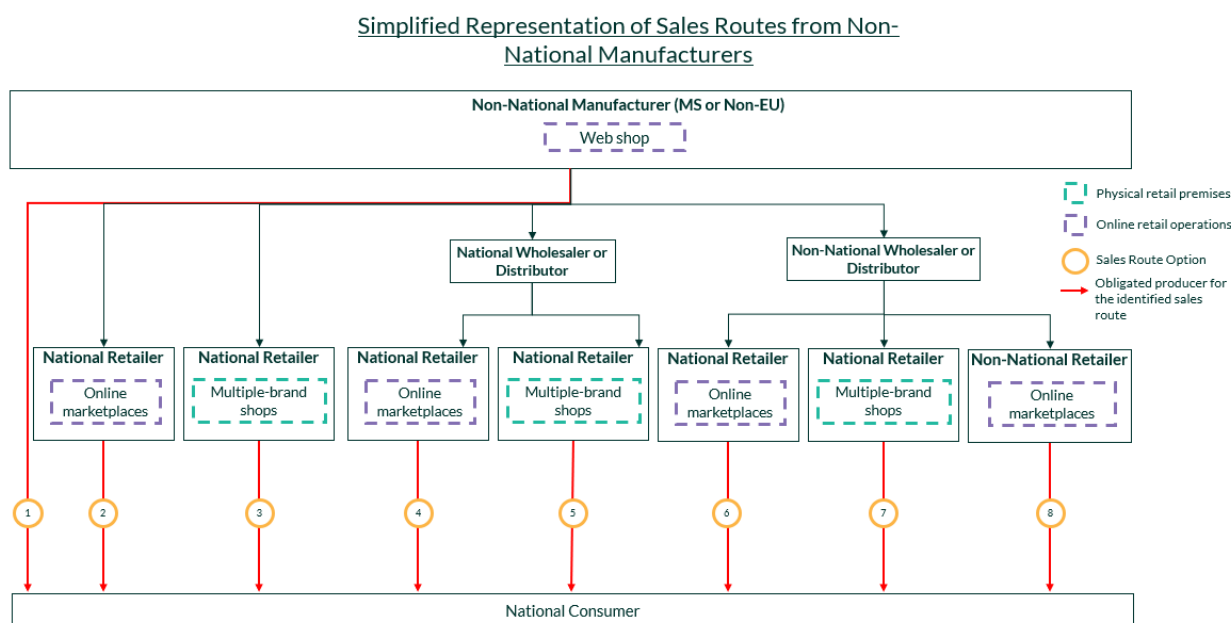 Simplified Representation of Sales Routes from Non-
National Manufacturers
Non-National Manufacturer (MS or Non-EU)
Web shop
Physical retail premises
Online retail operations
Sales Route Option
Obligated producer for
the identified sales
route
National Wholesaler or
Distributor
Non-National Wholesaler or
Distributor
National Retailer
Online
marketplaces
National Retailer
Multiple-brand
shops
National Retailer
Online
marketplaces
National Retailer
Multiple-brand
shops
National Retailer
Online
marketplaces
National Retailer
Multiple-brand
shops
Non-National Retailer
Online
marketplaces
1
2
3
4
5
6
7
8
National Consumer